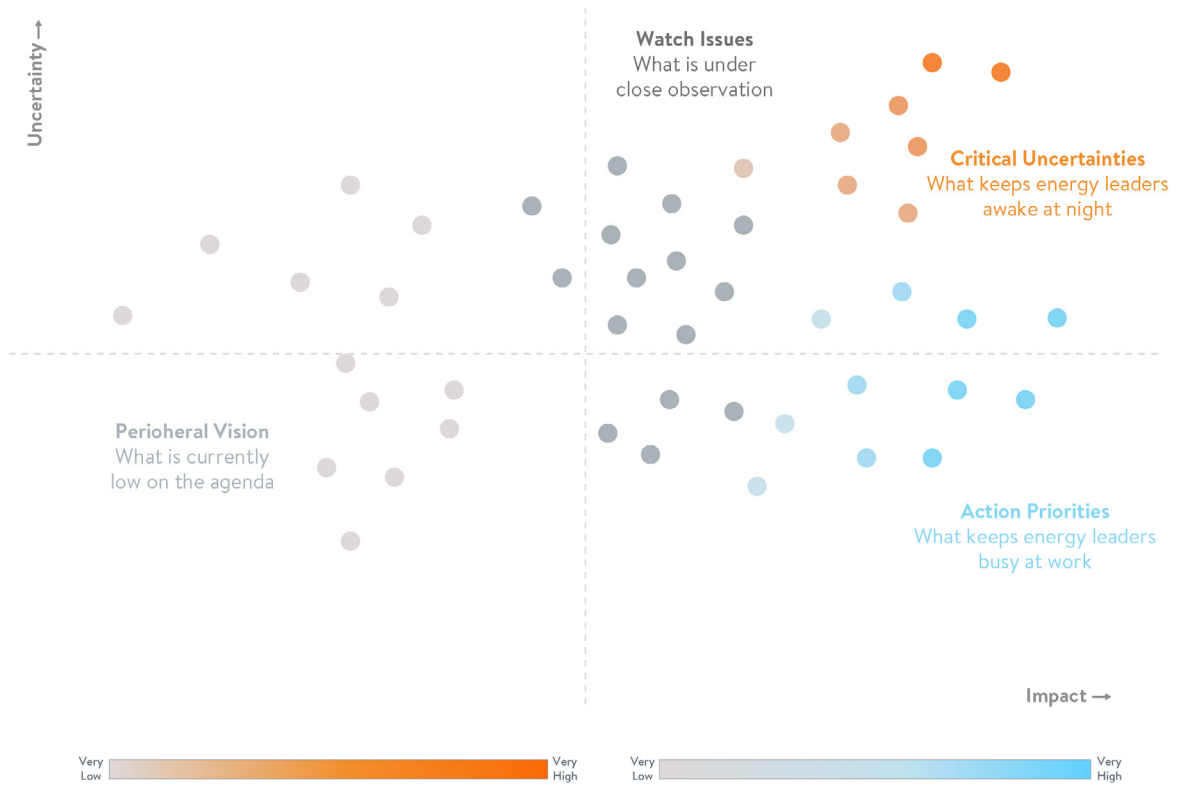 Uncertainty →
Watch Issues
What is under
close observation
Critical Uncertainties
What keeps energy leaders
awake at night
Perioheral Vision
What is currently
low on the agenda
Action Priorities
What keeps energy leaders
busy at work
Impact →
Very
Low
Very
High
Very
Low
Very
High